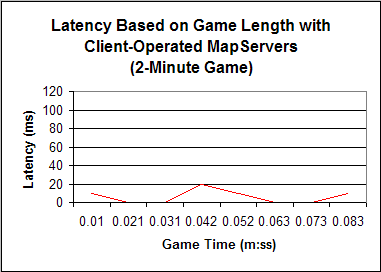 Latency Based on Game Length with
Client-Operated MapServers
(2-Minute Game)
120
100
80
60
40
20
0
Latency (ms)
0.01 0.021 0.031 0.042 0.052 0.063 0.073 0.083
Game Time (m:ss)